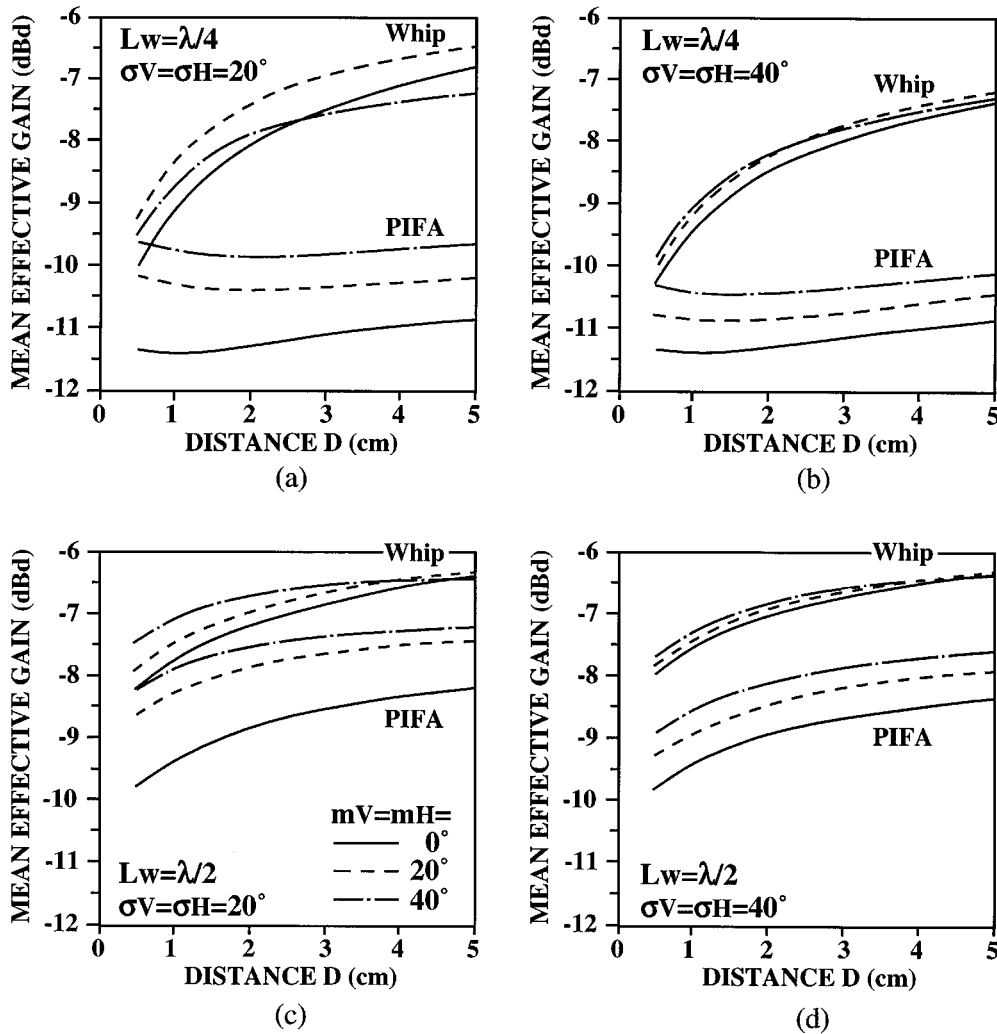 MEAN EFFECTIVE GAIN (dBd)
-6
-7
-8
-9
-10
-11
-12
Lw=λ/4
σV=σH=20°
Whip
PIFA
0 1 2 3 4 5
DISTANCE D (cm)
(a)
MEAN EFFECTIVE GAIN (dBd)
-6
-7
-8
-9
-10
-11
-12
Lw=λ/4
σV=σH=40°
Whip
PIFA
0 1 2 3 4 5
DISTANCE D (cm)
(b)
MEAN EFFECTIVE GAIN (dBd)
-6
-7
-8
-9
-10
-11
-12
Whip
PIFA
mV=mH=
0°
20°
40°
Lw=λ/2
σV=σH=20°
0 1 2 3 4 5
DISTANCE D (cm)
(c)
MEAN EFFECTIVE GAIN (dBd)
-6
-7
-8
-9
-10
-11
-12
Whip
PIFA
Lw=λ/2
σV=σH=40°
0 1 2 3 4 5
DISTANCE D (cm)
(d)